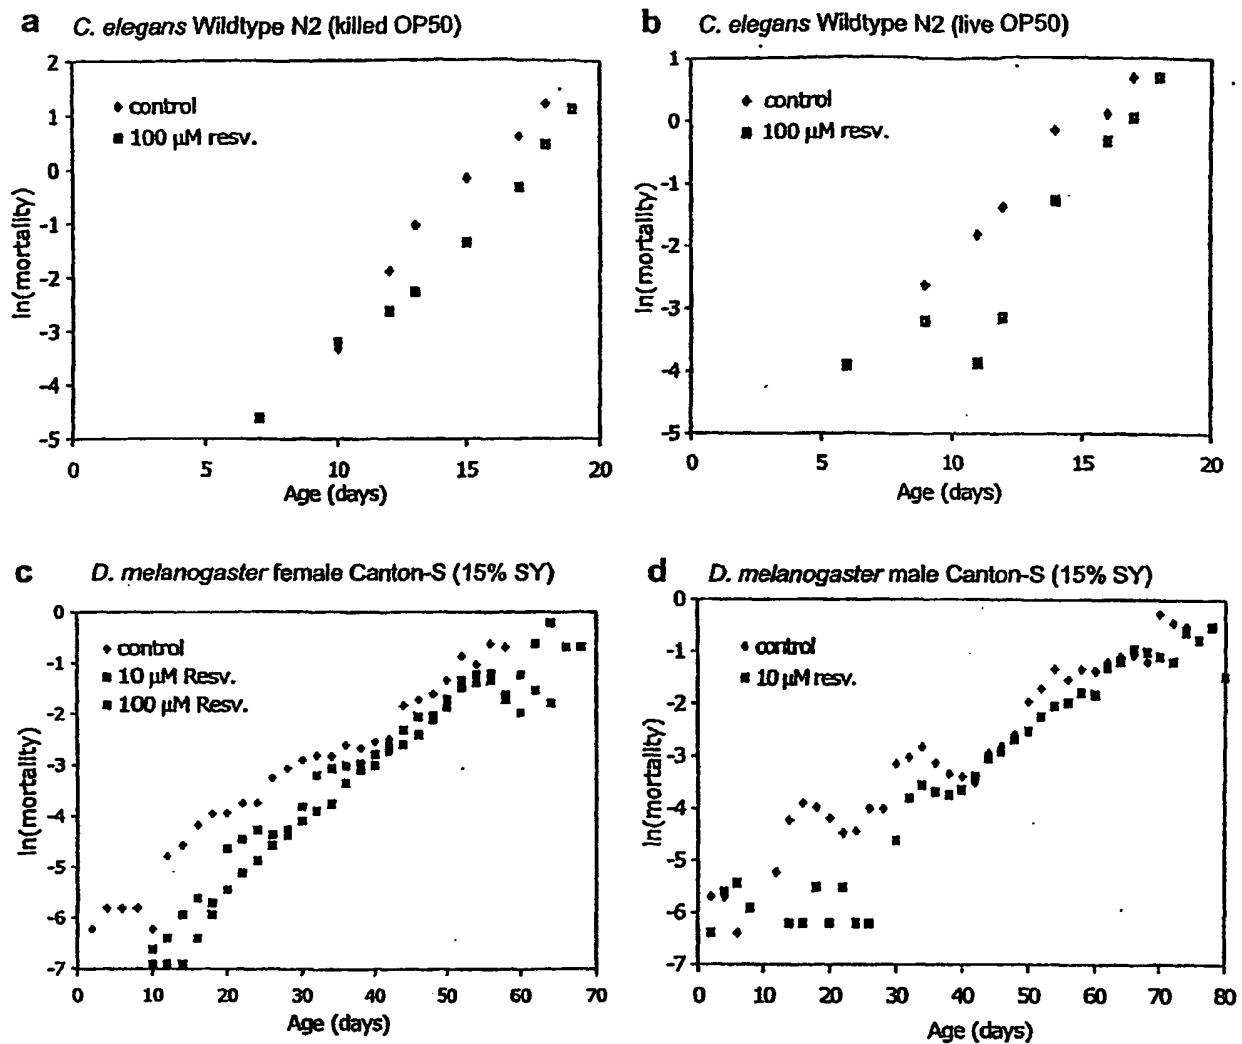 a C. elegans Wildtype N2 (killed OP50)
control
100 µM resv.
ln(mortality)
2
1
0
-1
-2
-3
-4
-5
0 5 10 15 20
Age (days)
b C. elegans Wildtype N2 (live OP50)
control
100 µM resv.
ln(mortality)
1
0
-1
-2
-3
-4
-5
0 5 10 15 20
Age (days)
c D. melanogaster female Canton-S (15% SY)
control
10 µM Resv.
100 µM Resv.
ln(mortality)
0
-1
-2
-3
-4
-5
-6
-7
0 10 20 30 40 50 60 70
Age (days)
d D. melanogaster male Canton-S (15% SY)
control
10 µM resv.
ln(mortality)
0
-1
-2
-3
-4
-5
-6
-7
0 10 20 30 40 50 60 70 80
Age (days)